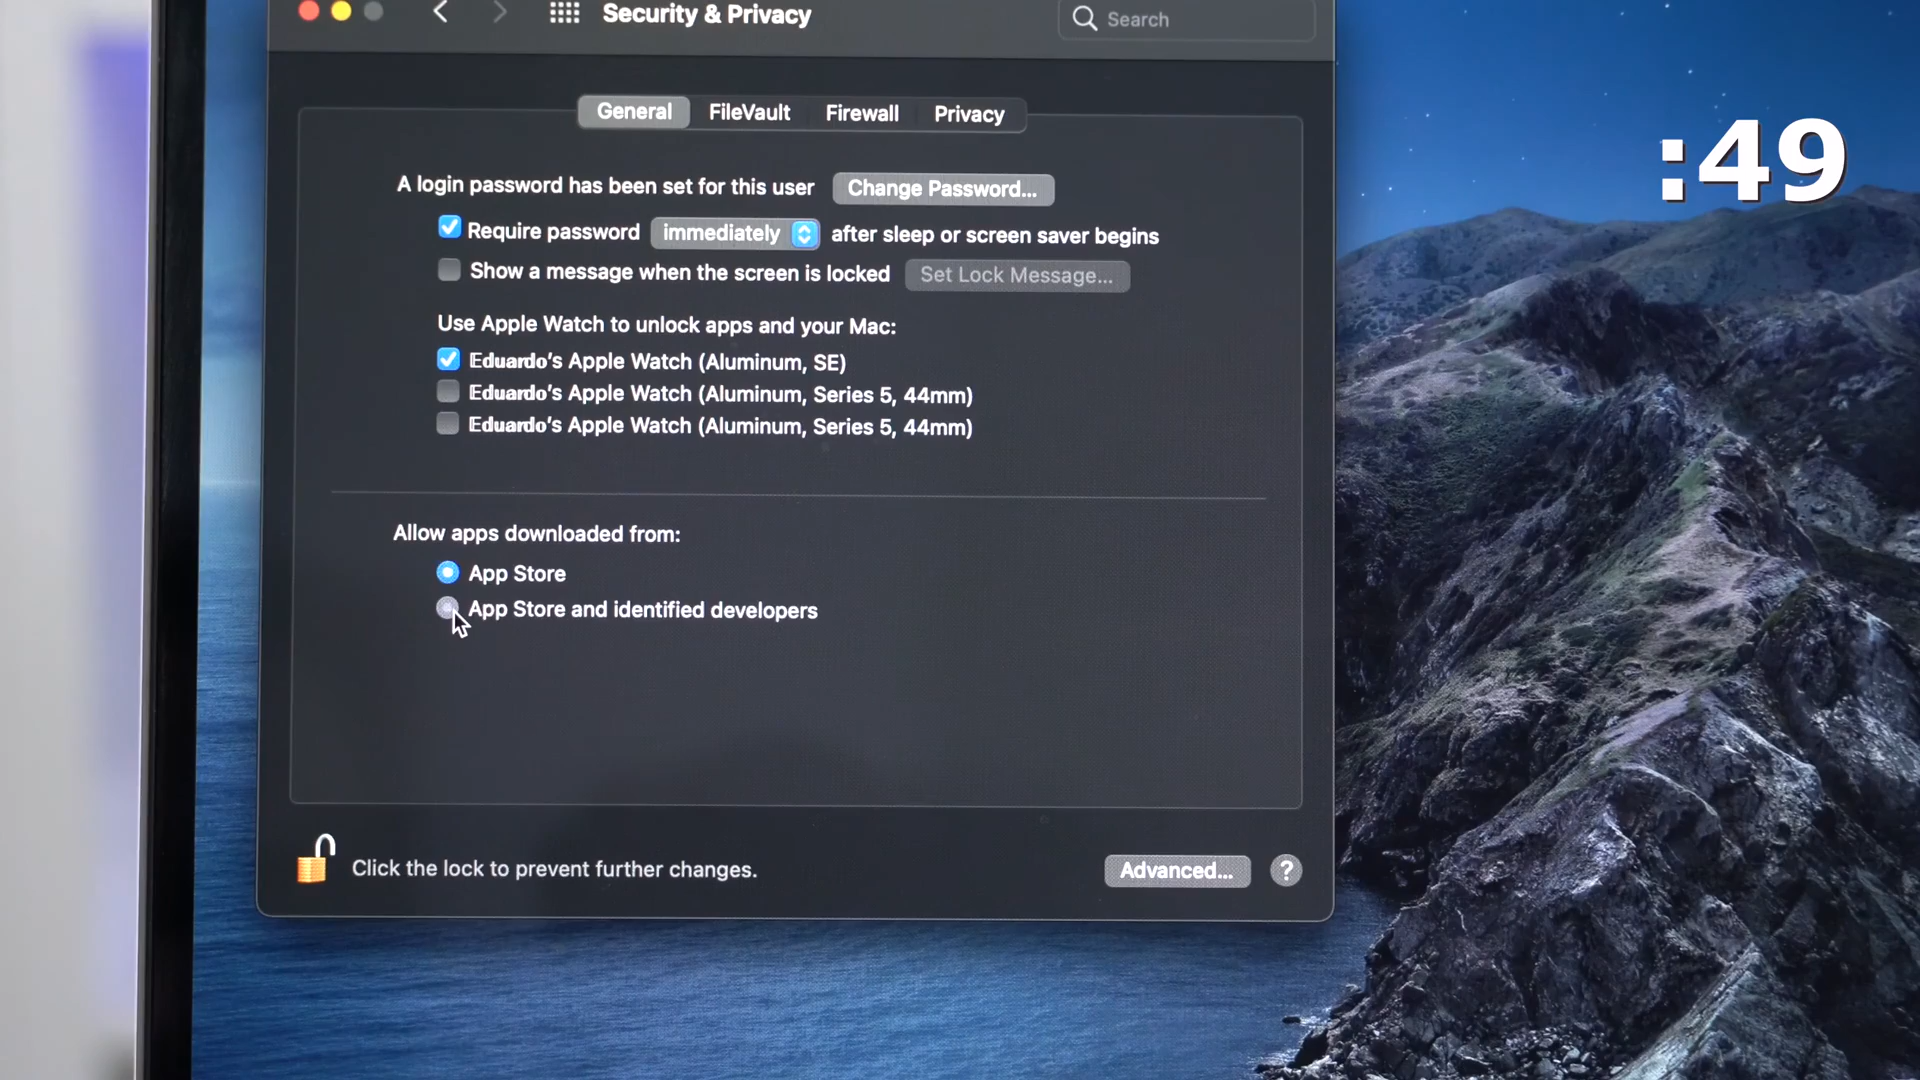 Security & Privacy
Search
General FileVault Firewall Privacy
:49
A login password has been set for this user Change Password...
Require password immediately after sleep or screen saver begins
Show a message when the screen is locked Set Lock Message...
Use Apple Watch to unlock apps and your Mac:
Eduardo's Apple Watch (Aluminum, SE)
Eduardo's Apple Watch (Aluminum, Series 5, 44mm)
Eduardo's Apple Watch (Aluminum, Series 5, 44mm)
Allow apps downloaded from:
App Store
App Store and identified developers
Click the lock to prevent further changes.
Advanced... ?